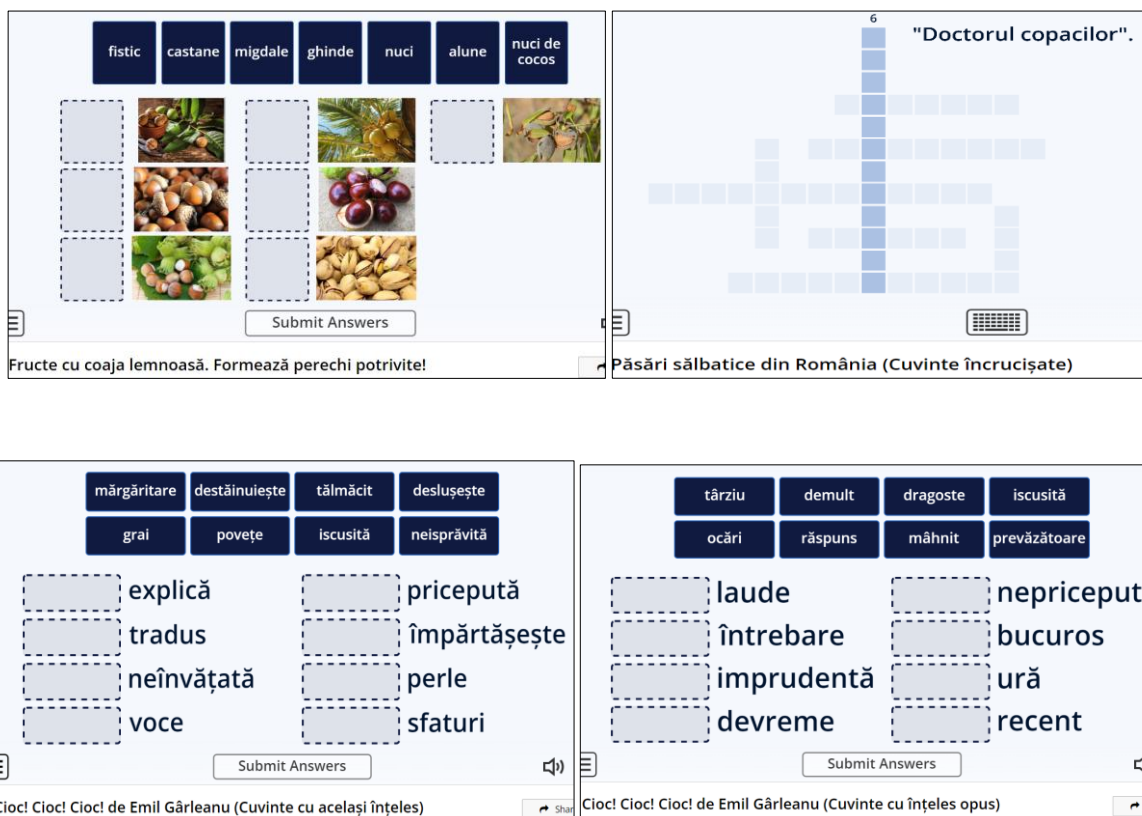 fistic castane migdale ghinde nuci alune nuci de cocos
Submit Answers
Fructe cu coaja lemnoasă. Formează perechi potrivite!
6
"Doctorul copacilor".
Păsări sălbatice din România (Cuvinte încrucișate)
mărgăritare destăinuiește tălmăcit deslușește
grai povețe iscusită neisprăvită
explică pricepută
tradus împărtășește
neînvățată perle
voce sfaturi
Submit Answers
Cioc! Cioc! Cioc! de Emil Gârleanu (Cuvinte cu același înțeles)
Shar
târziu demult dragoste iscusită
ocări răspuns mâhnit prevăzătoare
laude nepriceput
întrebare bucuros
imprudentă ură
devreme recent
Submit Answers
Cioc! Cioc! Cioc! de Emil Gârleanu (Cuvinte cu înțeles opus)